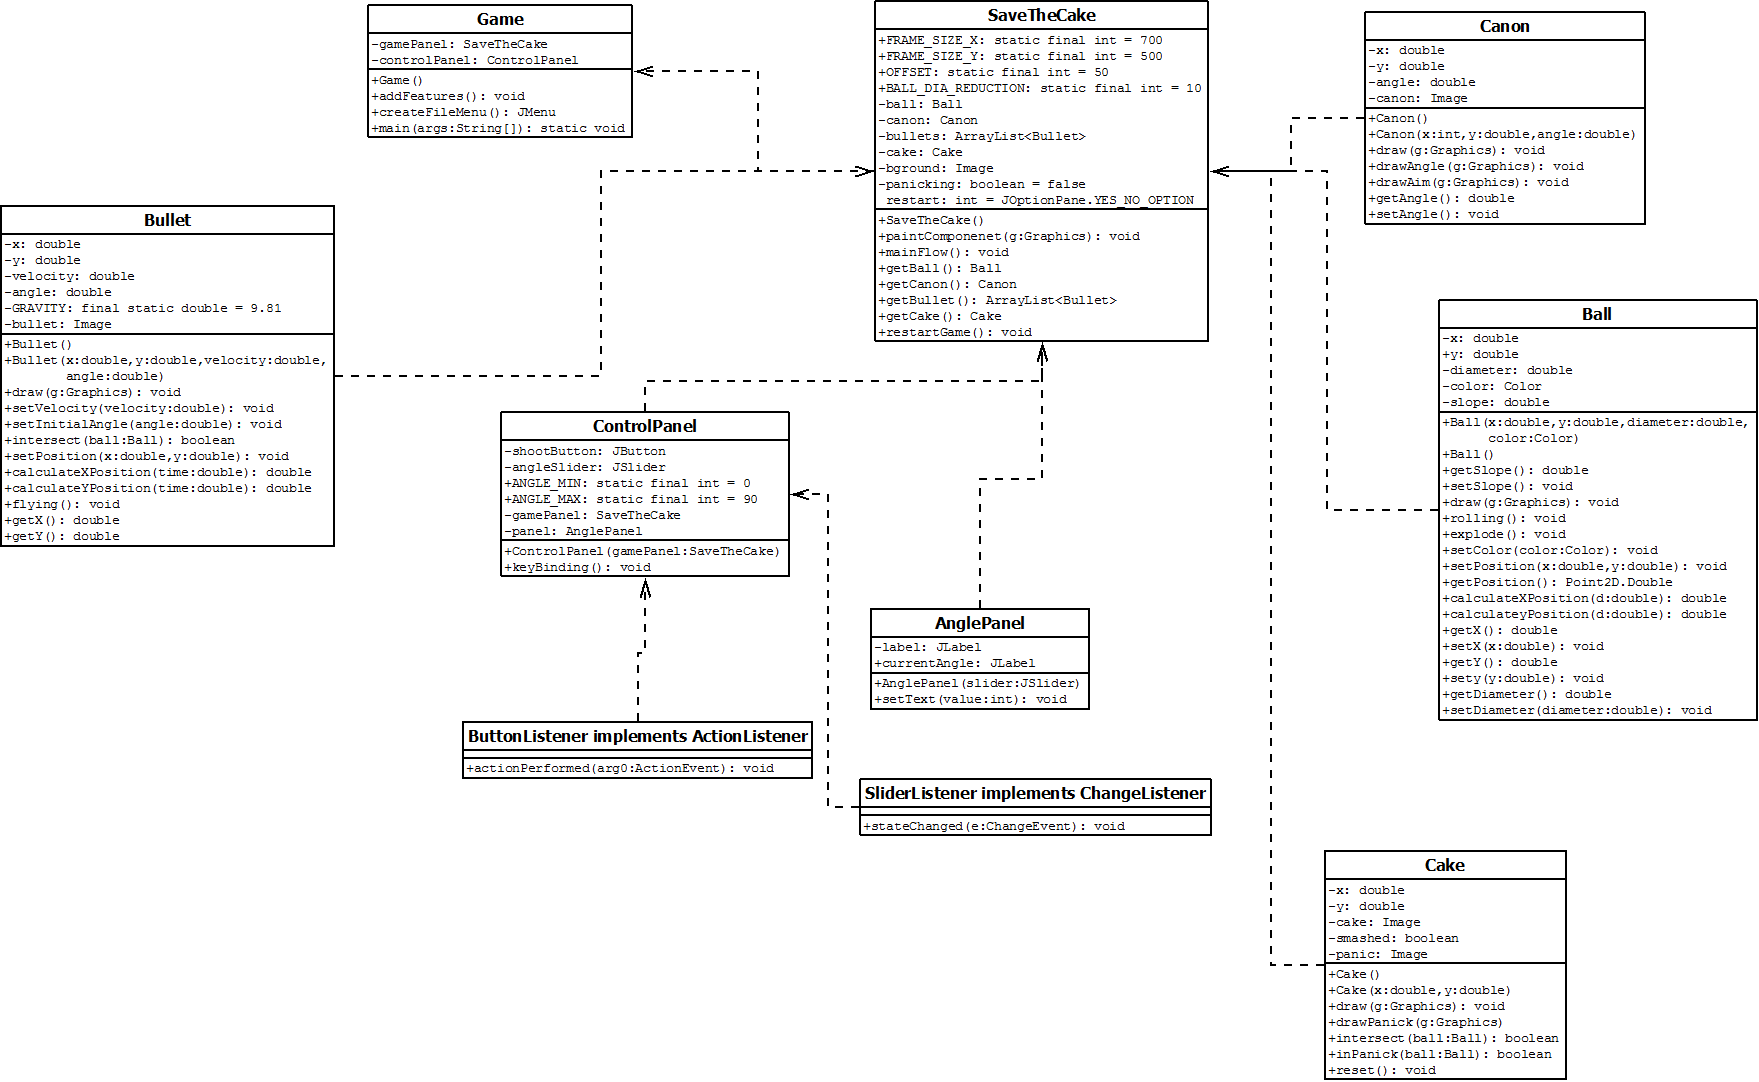 Game
-gamePanel: SaveTheCake
-controlPanel: ControlPanel
+Game()
+addFeatures(): void
+createFileMenu(): JMenu
+main(args:String[]): static void
SaveTheCake
+FRAME_SIZE_X: static final int = 700
+FRAME_SIZE_Y: static final int = 500
+OFFSET: static final int = 50
+BALL_DIA_REDUCTION: static final int = 10
-ball: Ball
-canon: Canon
-bullets: ArrayList<Bullet>
-cake: Cake
-bground: Image
-panicking: boolean = false
restart: int = JOptionPane.YES_NO_OPTION
+SaveTheCake()
+paintComponenet(g:Graphics): void
+mainFlow(): void
+getBall(): Ball
+getCanon(): Canon
+getBullet(): ArrayList<Bullet>
+getCake(): Cake
+restartGame(): void
Canon
-x: double
-y: double
-angle: double
-canon: Image
+Canon()
+Canon(x:int,y:double,angle:double)
+draw(g:Graphics): void
+drawAngle(g:Graphics): void
+drawAim(g:Graphics): void
+getAngle(): double
+setAngle(): void
Bullet
-x: double
-y: double
-velocity: double
-angle: double
-GRAVITY: final static double = 9.81
-bullet: Image
+Bullet()
+Bullet(x:double,y:double,velocity:double,
angle:double)
+draw(g:Graphics): void
+setVelocity(velocity:double): void
+setInitialAngle(angle:double): void
+intersect(ball:Ball): boolean
+setPosition(x:double,y:double): void
+calculateXPosition(time:double): double
+calculateYPosition(time:double): double
+flying(): void
+getX(): double
+getY(): double
Ball
-x: double
+y: double
-diameter: double
-color: Color
-slope: double
+Ball(x:double,y:double,diameter:double,
color:Color)
+Ball()
+getSlope(): double
+setSlope(): void
+draw(g:Graphics): void
+rolling(): void
+explode(): void
+setColor(color:Color): void
+setPosition(x:double,y:double): void
+getPosition(): Point2D.Double
+calculateXPosition(d:double): double
+calculateyPosition(d:double): double
+getX(): double
+setX(x:double): void
+getY(): double
+sety(y:double): void
+getDiameter(): double
+setDiameter(diameter:double): void
ControlPanel
-shootButton: JButton
-angleSlider: JSlider
+ANGLE_MIN: static final int = 0
+ANGLE_MAX: static final int = 90
-gamePanel: SaveTheCake
-panel: AnglePanel
+ControlPanel(gamePanel:SaveTheCake)
+keyBinding(): void
AnglePanel
-label: JLabel
+currentAngle: JLabel
+AnglePanel(slider:JSlider)
+setText(value:int): void
ButtonListener implements ActionListener
+actionPerformed(arg0:ActionEvent): void
SliderListener implements ChangeListener
+stateChanged(e:ChangeEvent): void
Cake
-x: double
-y: double
-cake: Image
-smashed: boolean
-panic: Image
+Cake()
+Cake(x:double,y:double)
+draw(g:Graphics): void
+drawPanick(g:Graphics)
+intersect(ball:Ball): boolean
+inPanick(ball:Ball): boolean
+reset(): void